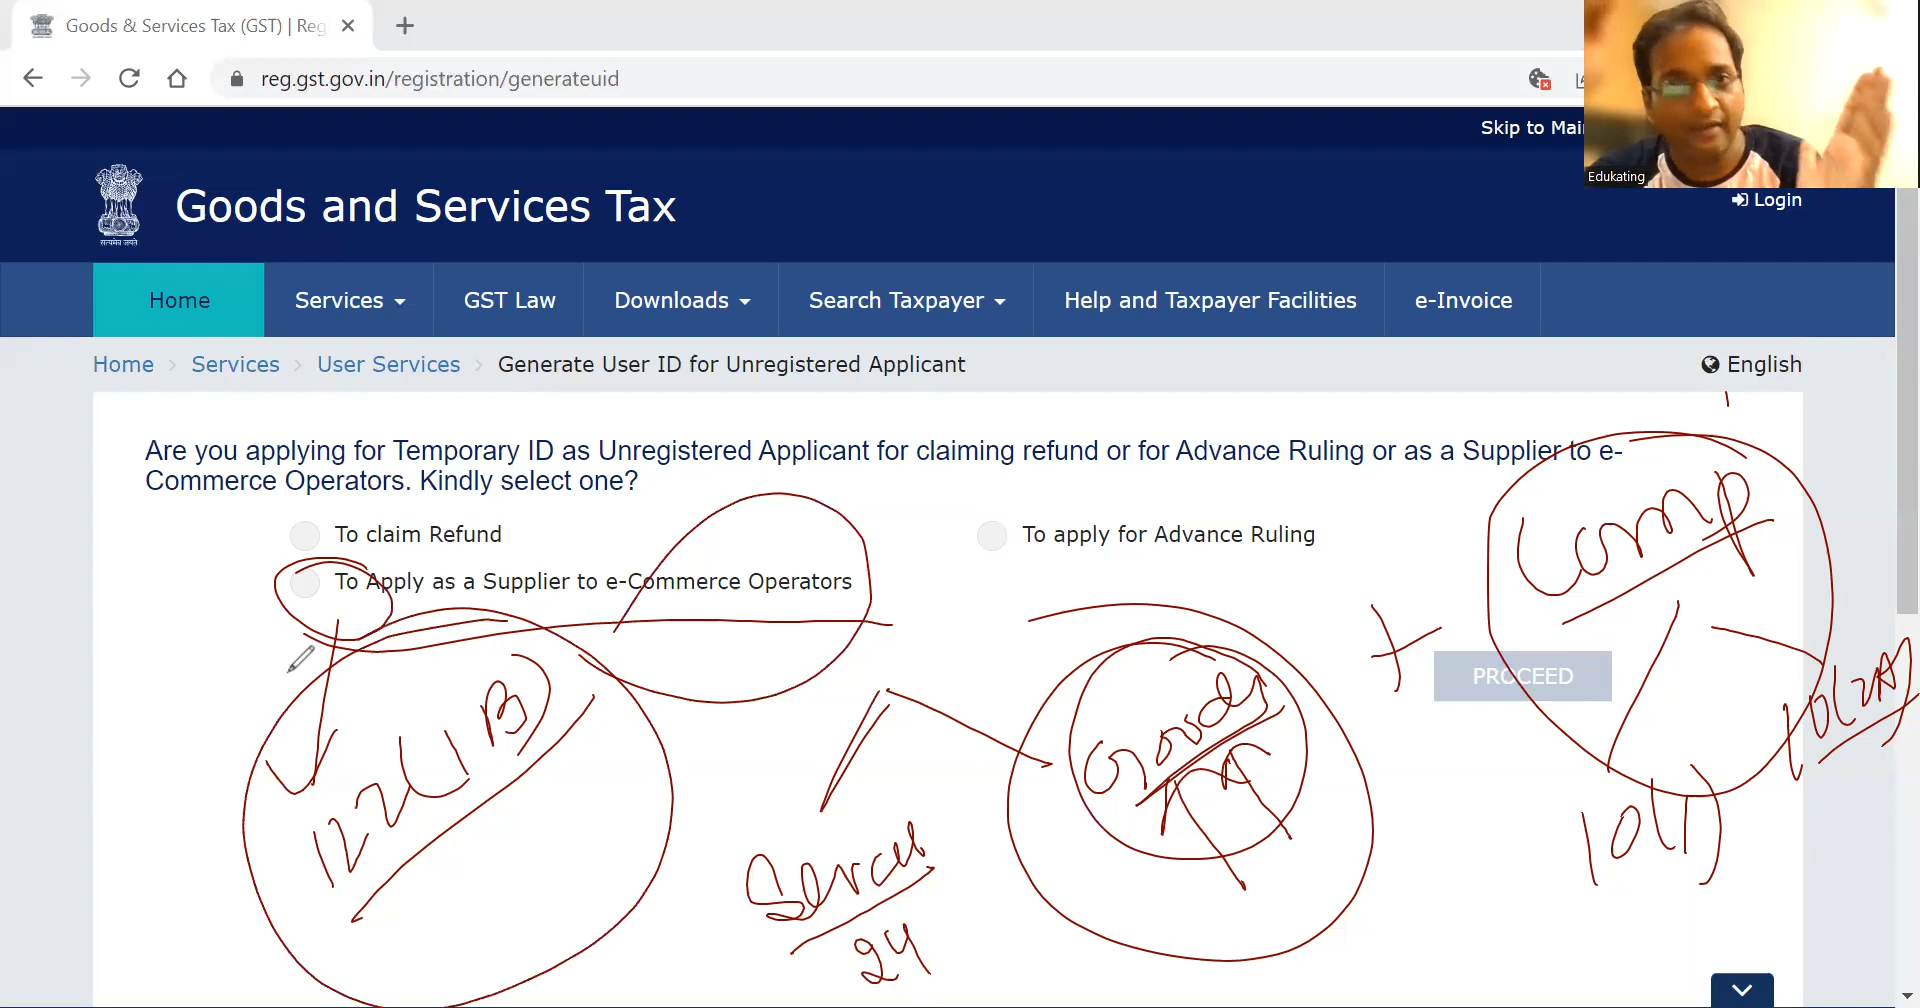 Goods & Services Tax (GST) | Reg
reg.gst.gov.in/registration/generateuid
Skip to Mai
Edukating
सत्यमेव जयते
Goods and Services Tax
Login
Home Services GST Law Downloads Search Taxpayer Help and Taxpayer Facilities e-Invoice
Home > Services > User Services > Generate User ID for Unregistered Applicant
English
Are you applying for Temporary ID as Unregistered Applicant for claiming refund or for Advance Ruling or as a Supplier to e-
Commerce Operators. Kindly select one?
To claim Refund
To apply for Advance Ruling
Comp
To Apply as a Supplier to e-Commerce Operators
PROCEED
Goods
10(2A)
10(1)
24